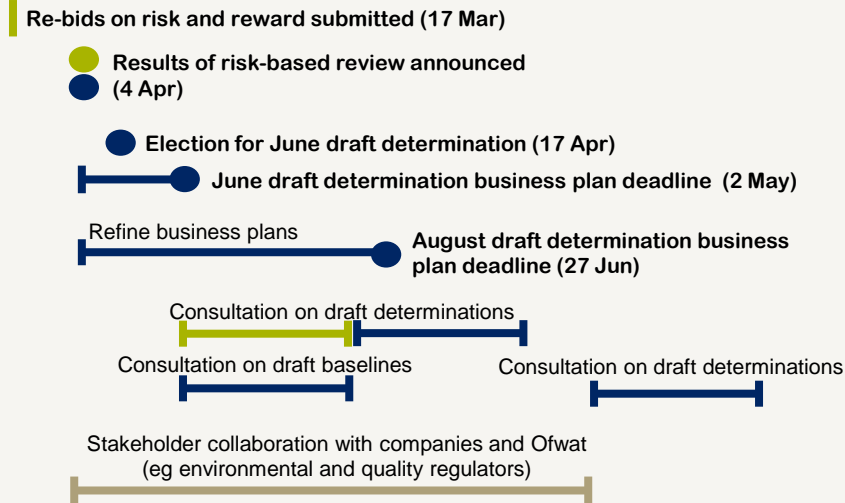 Re-bids on risk and reward submitted (17 Mar)
Results of risk-based review announced
(4 Apr)
Election for June draft determination (17 Apr)
June draft determination business plan deadline (2 May)
Refine business plans
August draft determination business
plan deadline (27 Jun)
Consultation on draft determinations
Consultation on draft baselines
Consultation on draft determinations
Stakeholder collaboration with companies and Ofwat
(eg environmental and quality regulators)